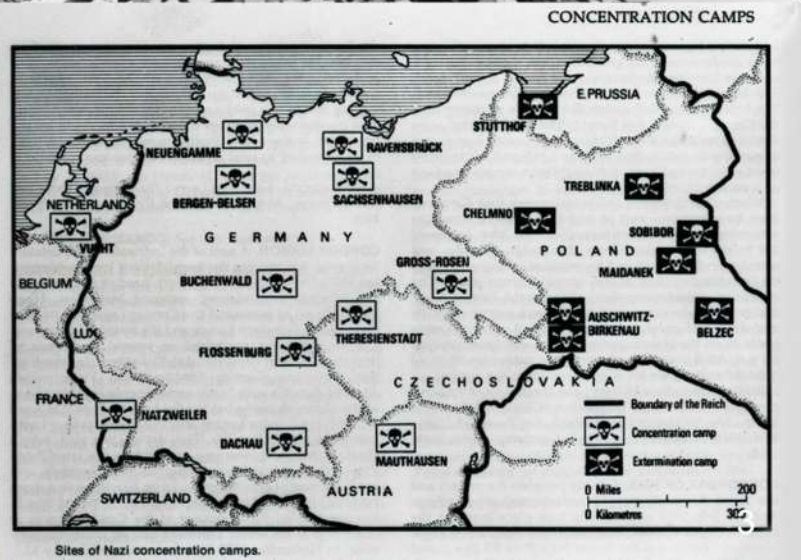 CONCENTRATION CAMPS
E. PRUSSIA
STUTTHOF
NEUENGAMME
RAVENSBRÜCK
TREBLINKA
NETHERLANDS
BERGEN-BELSEN
SACHSENHAUSEN
CHELMNO
SOBIBOR
VUGHT
GERMANY
POLAND
GROSS-ROSEN
MAIDANEK
BUCHENWALD
BELGIUM
AUSCHWITZ-
BIRKENAU
BELZEC
LUX.
THERESIENSTADT
FLOSSENBURG
CZECHOSLOVAKIA
FRANCE
NATZWEILER
Boundary of the Reich
Concentration camp
DACHAU
MAUTHAUSEN
Extermination camp
SWITZERLAND
AUSTRIA
0 Miles 200
0 Kilometres
3
Sites of Nazi concentration camps.